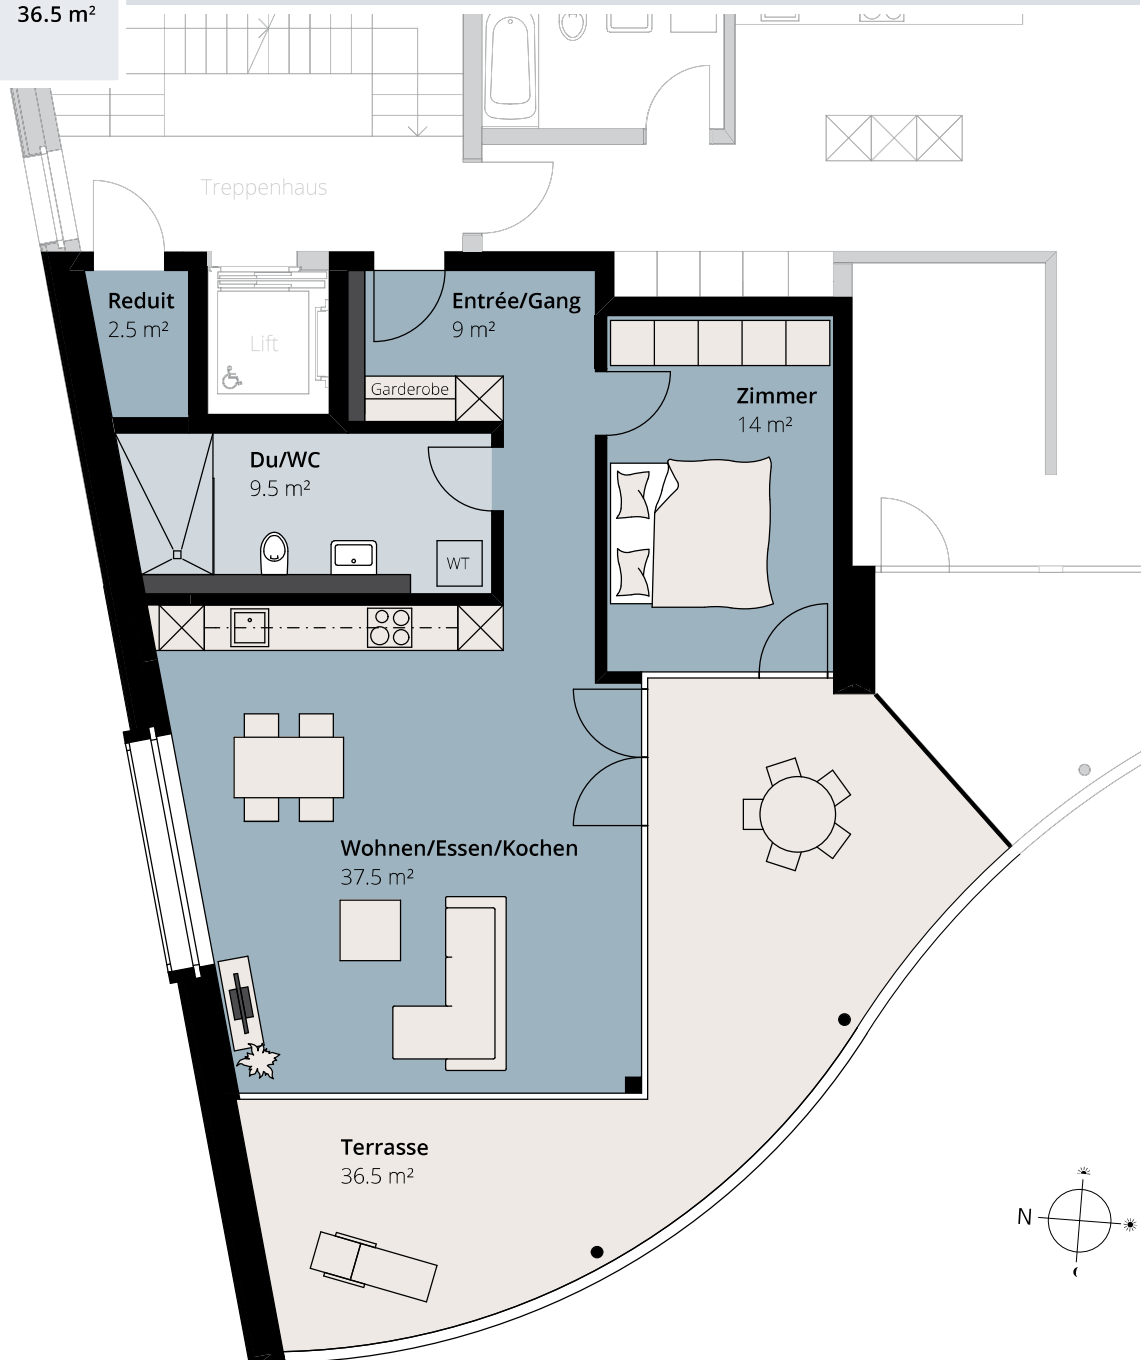 36.5 m²
Treppenhaus
Reduit
2.5 m²
Lift
Entrée/Gang
9 m²
Garderobe
Zimmer
14 m²
Du/WC
9.5 m²
WT
Wohnen/Essen/Kochen
37.5 m²
Terrasse
36.5 m²
N